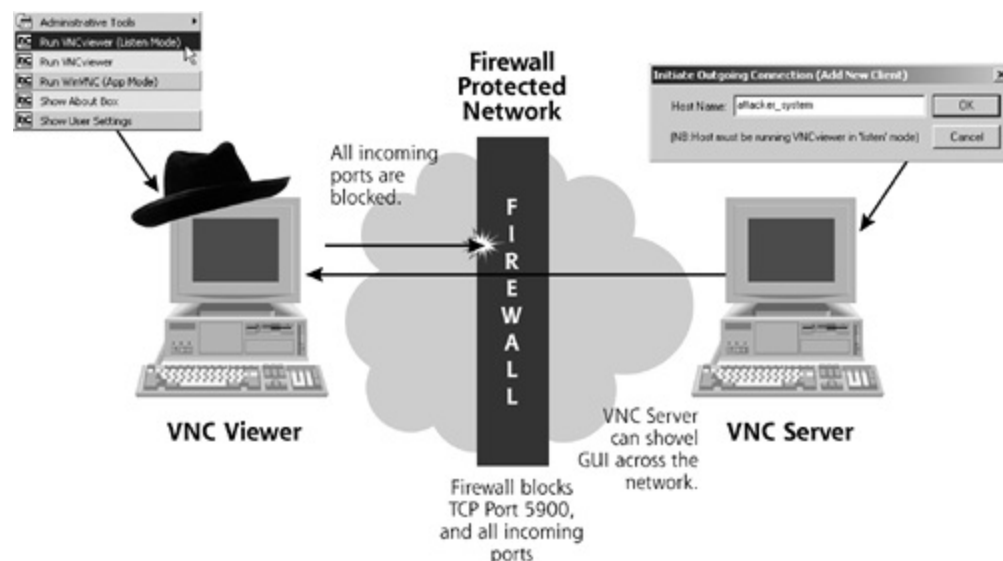 Administrative Tools
Run VNCviewer (Listen Mode)
Run VNCviewer
Run WinVNC (App Mode)
Show About Box
Show User Settings
Firewall
Protected
Network
Initiate Outgoing Connection (Add New Client)
Host Name:
attacker_system
OK
(NB:Host must be running VNCviewer in 'listen' mode)
Cancel
All incoming
ports are
blocked.
FIREWALL
VNC Viewer
VNC Server
can shovel
GUI across the
network.
VNC Server
Firewall blocks
TCP Port 5900,
and all incoming
ports